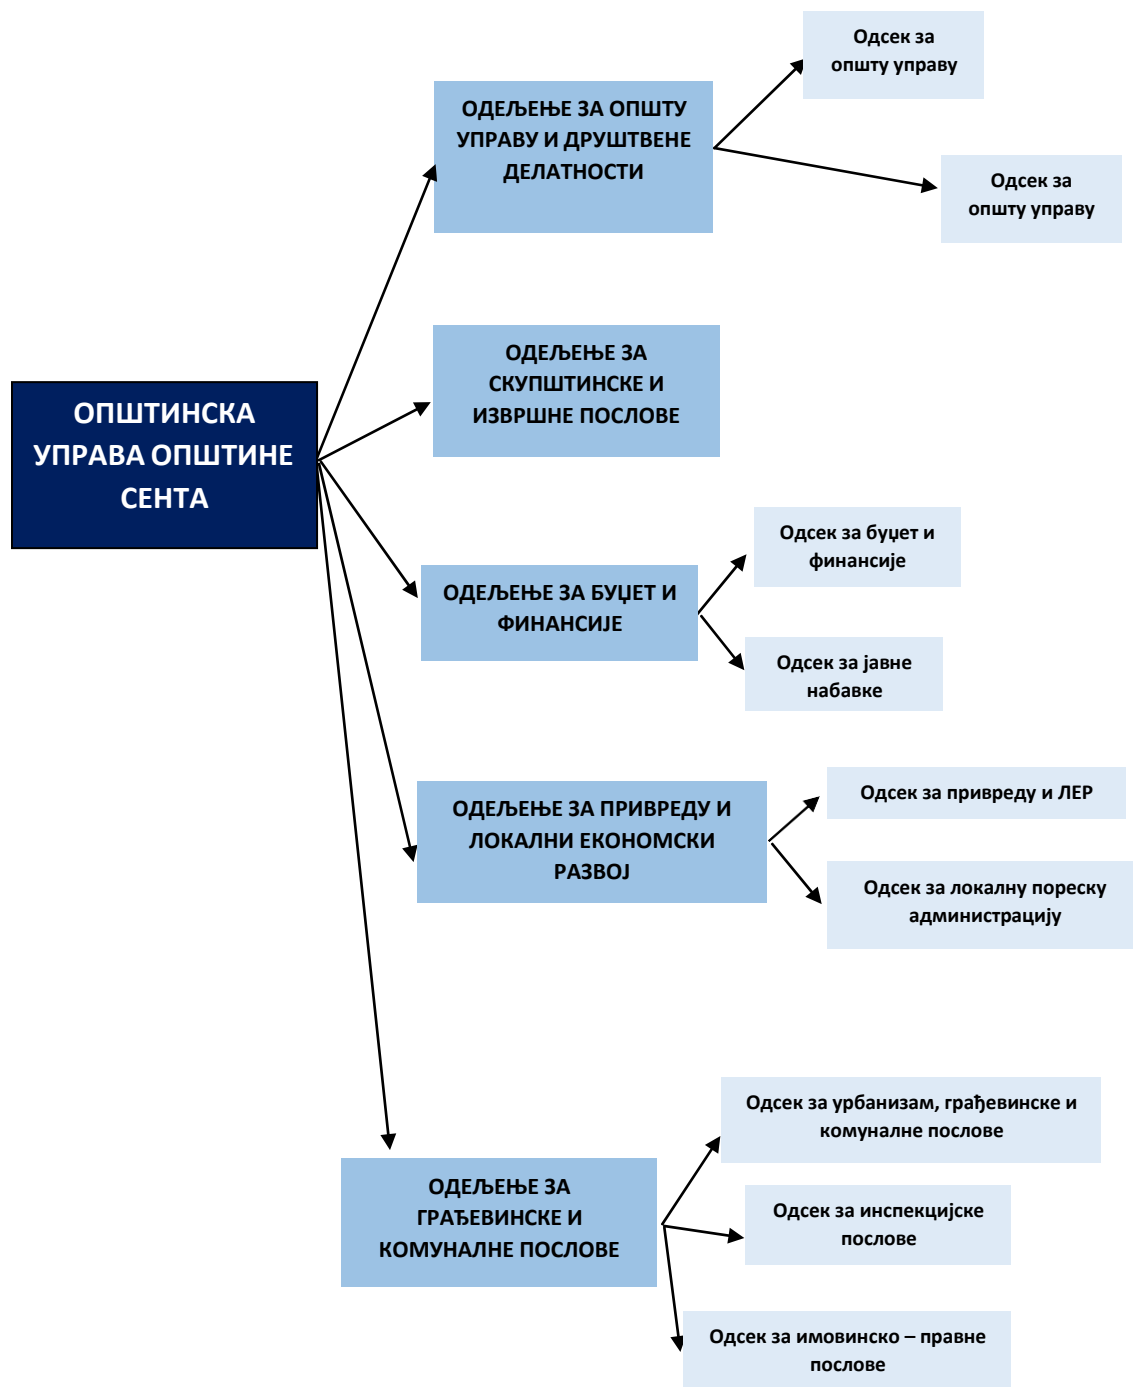 ОПШТИНСКА
УПРАВА ОПШТИНЕ
СЕНТА
ОДЕЉЕЊЕ ЗА ОПШТУ
УПРАВУ И ДРУШТВЕНЕ
ДЕЛАТНОСТИ
Одсек за
општу управу
Одсек за
општу управу
ОДЕЉЕЊЕ ЗА
СКУПШТИНСКЕ И
ИЗВРШНЕ ПОСЛОВЕ
ОДЕЉЕЊЕ ЗА БУЏЕТ И
ФИНАНСИЈЕ
Одсек за буџет и
финансије
Одсек за јавне
набавке
ОДЕЉЕЊЕ ЗА ПРИВРЕДУ И
ЛОКАЛНИ ЕКОНОМСКИ
РАЗВОЈ
Одсек за привреду и ЛЕР
Одсек за локалну пореску
администрацију
ОДЕЉЕЊЕ ЗА
ГРАЂЕВИНСКЕ И
КОМУНАЛНЕ ПОСЛОВЕ
Одсек за урбанизам, грађевинске и
комуналне послове
Одсек за инспекцијске
послове
Одсек за имовинско – правне
послове